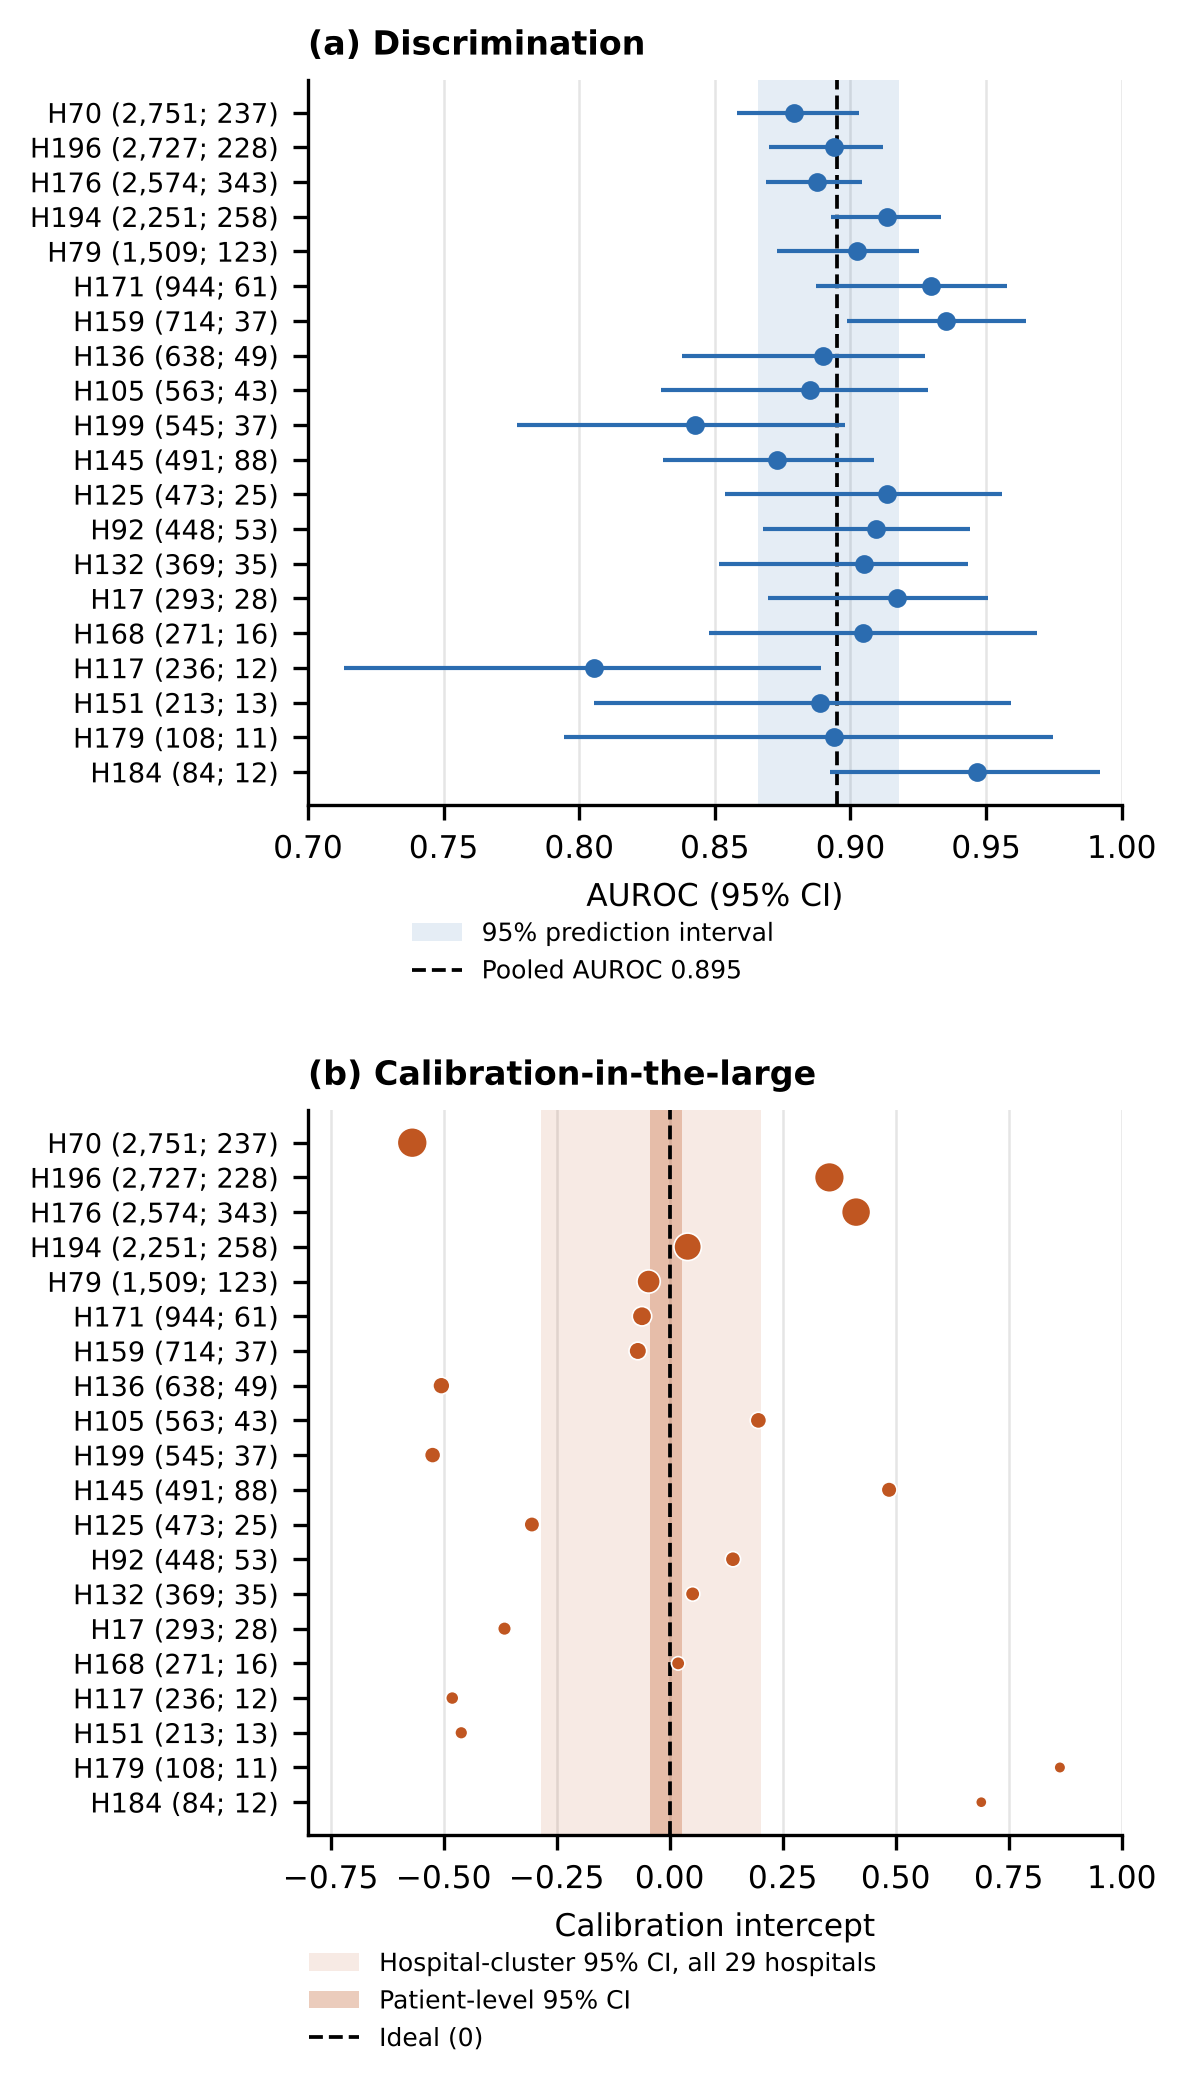 (a) Discrimination
H70 (2,751; 237)
H196 (2,727; 228)
H176 (2,574; 343)
H194 (2,251; 258)
H79 (1,509; 123)
H171 (944; 61)
H159 (714; 37)
H136 (638; 49)
H105 (563; 43)
H199 (545; 37)
H145 (491; 88)
H125 (473; 25)
H92 (448; 53)
H132 (369; 35)
H17 (293; 28)
H168 (271; 16)
H117 (236; 12)
H151 (213; 13)
H179 (108; 11)
H184 (84; 12)
0.70 0.75 0.80 0.85 0.90 0.95 1.00
AUROC (95% CI)
95% prediction interval
Pooled AUROC 0.895
(b) Calibration-in-the-large
H70 (2,751; 237)
H196 (2,727; 228)
H176 (2,574; 343)
H194 (2,251; 258)
H79 (1,509; 123)
H171 (944; 61)
H159 (714; 37)
H136 (638; 49)
H105 (563; 43)
H199 (545; 37)
H145 (491; 88)
H125 (473; 25)
H92 (448; 53)
H132 (369; 35)
H17 (293; 28)
H168 (271; 16)
H117 (236; 12)
H151 (213; 13)
H179 (108; 11)
H184 (84; 12)
−0.75 −0.50 −0.25 0.00 0.25 0.50 0.75 1.00
Calibration intercept
Hospital-cluster 95% CI, all 29 hospitals
Patient-level 95% CI
Ideal (0)